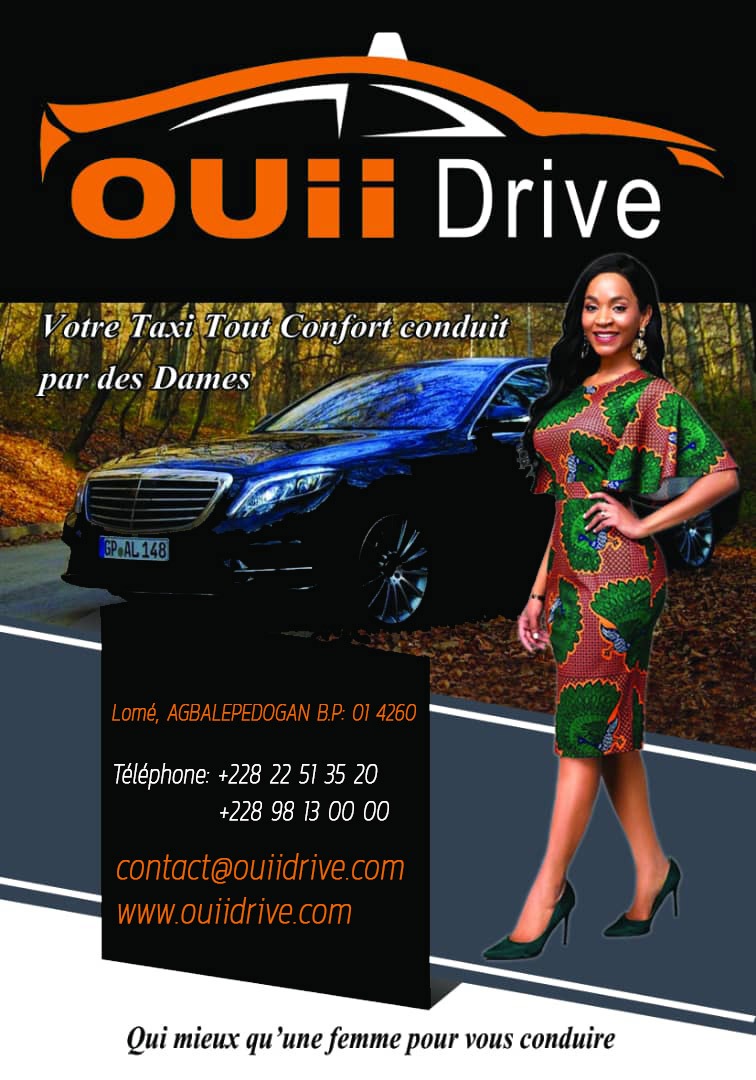 OUii Drive
Votre Taxi Tout Confort conduit
par des Dames
GP AL 148
Lomé, AGBALEPEDOGAN B.P: 01 4260
Téléphone: +228 22 51 35 20
+228 98 13 00 00
contact@ouiidrive.com
www.ouiidrive.com
Qui mieux qu'une femme pour vous conduire